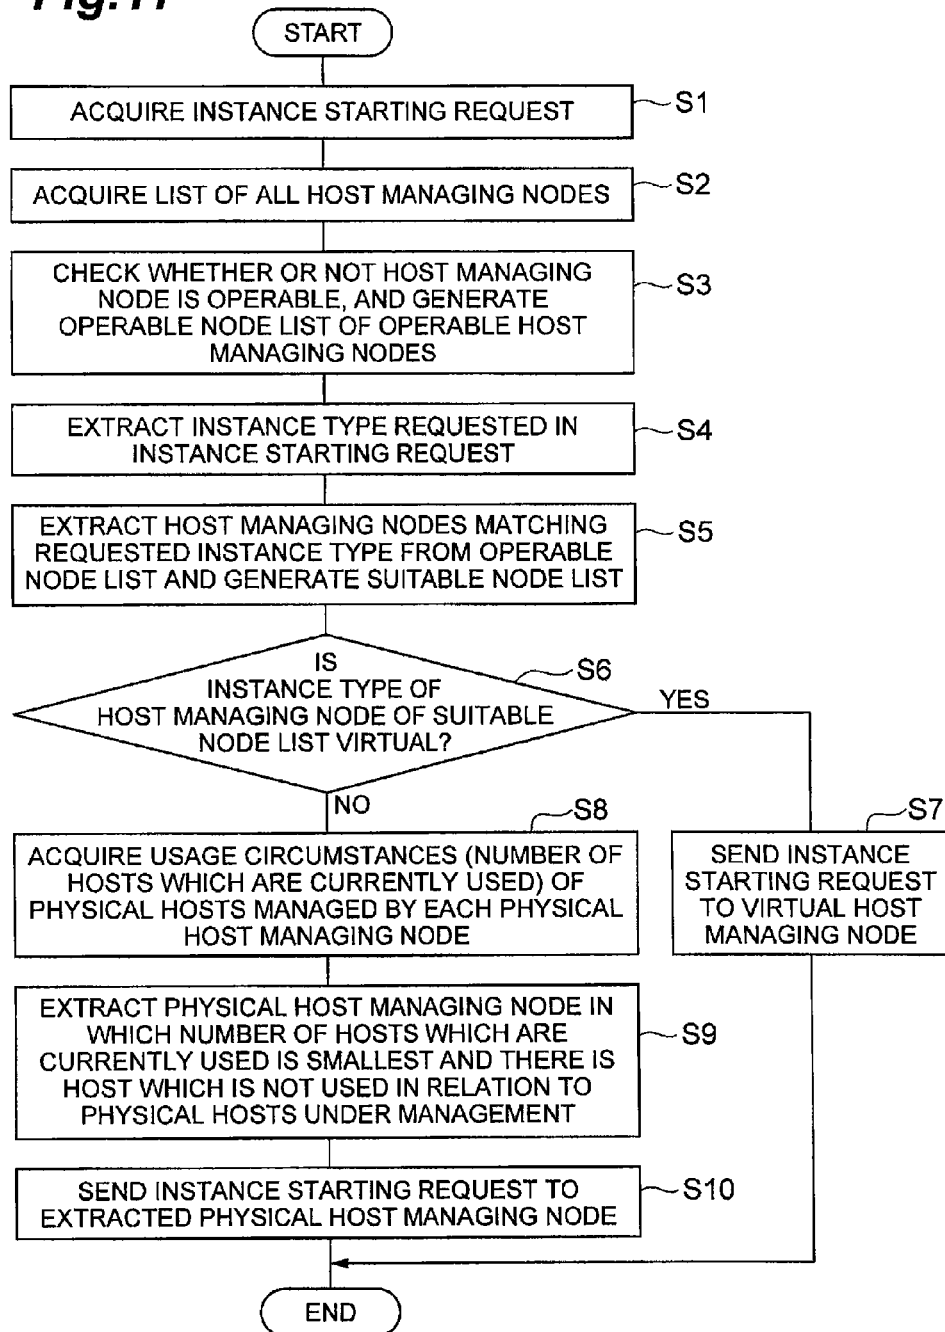 START
ACQUIRE INSTANCE STARTING REQUEST
S1
ACQUIRE LIST OF ALL HOST MANAGING NODES
S2
CHECK WHETHER OR NOT HOST MANAGING
NODE IS OPERABLE, AND GENERATE
OPERABLE NODE LIST OF OPERABLE HOST
MANAGING NODES
S3
EXTRACT INSTANCE TYPE REQUESTED IN
INSTANCE STARTING REQUEST
S4
EXTRACT HOST MANAGING NODES MATCHING
REQUESTED INSTANCE TYPE FROM OPERABLE
NODE LIST AND GENERATE SUITABLE NODE LIST
S5
IS
INSTANCE TYPE OF
HOST MANAGING NODE OF SUITABLE
NODE LIST VIRTUAL?
S6
YES
NO
S7
SEND INSTANCE
STARTING REQUEST
TO VIRTUAL HOST
MANAGING NODE
S8
ACQUIRE USAGE CIRCUMSTANCES (NUMBER OF
HOSTS WHICH ARE CURRENTLY USED) OF
PHYSICAL HOSTS MANAGED BY EACH PHYSICAL
HOST MANAGING NODE
EXTRACT PHYSICAL HOST MANAGING NODE IN
WHICH NUMBER OF HOSTS WHICH ARE
CURRENTLY USED IS SMALLEST AND THERE IS
HOST WHICH IS NOT USED IN RELATION TO
PHYSICAL HOSTS UNDER MANAGEMENT
S9
SEND INSTANCE STARTING REQUEST TO
EXTRACTED PHYSICAL HOST MANAGING NODE
S10
END